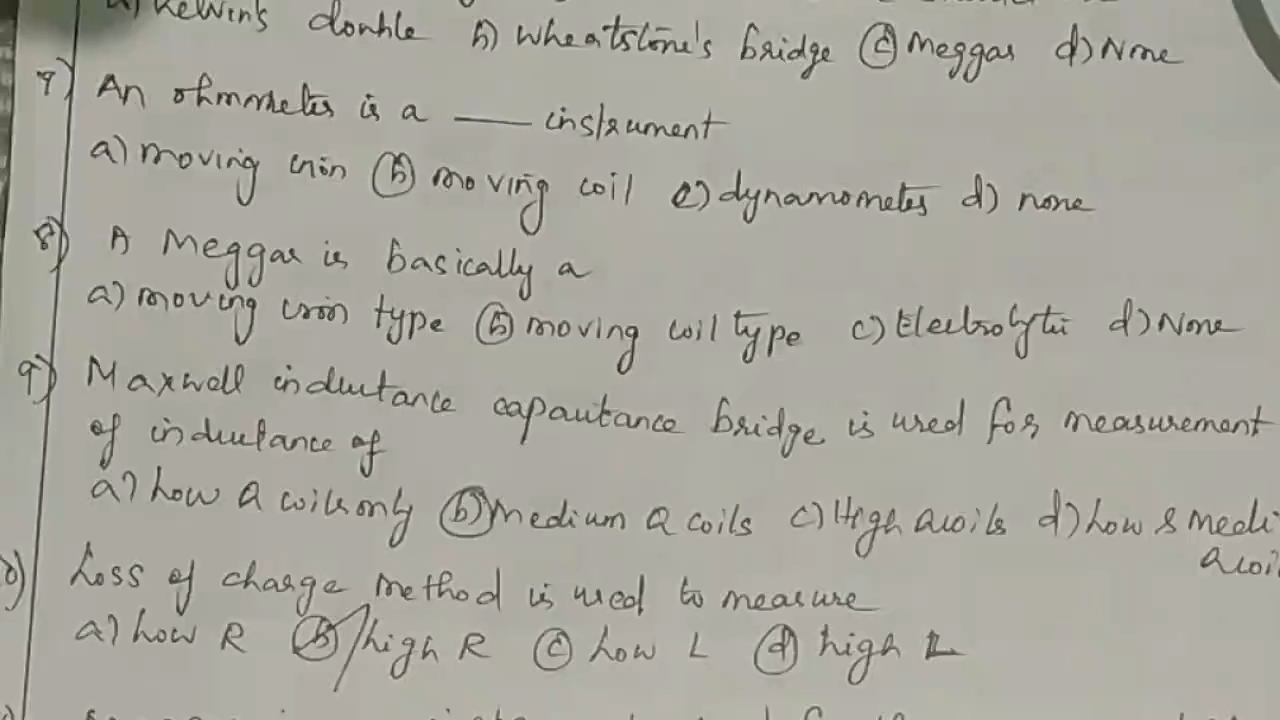 Kelvin's double b) wheatstone's bridge c) Meggar d) None
7) An ohmmeter is a ___ instrument
a) moving iron b) moving coil c) dynamometer d) none
8) A Meggar is basically a
a) moving iron type b) moving coil type c) Electrolytic d) None
9) Maxwell inductance capacitance bridge is used for measurement
of inductance of
a) Low Q coils only b) medium Q coils c) High Q coils d) Low & Medi
Q coi
0) Loss of charge method is used to measure
a) Low R b) high R c) Low L d) high L